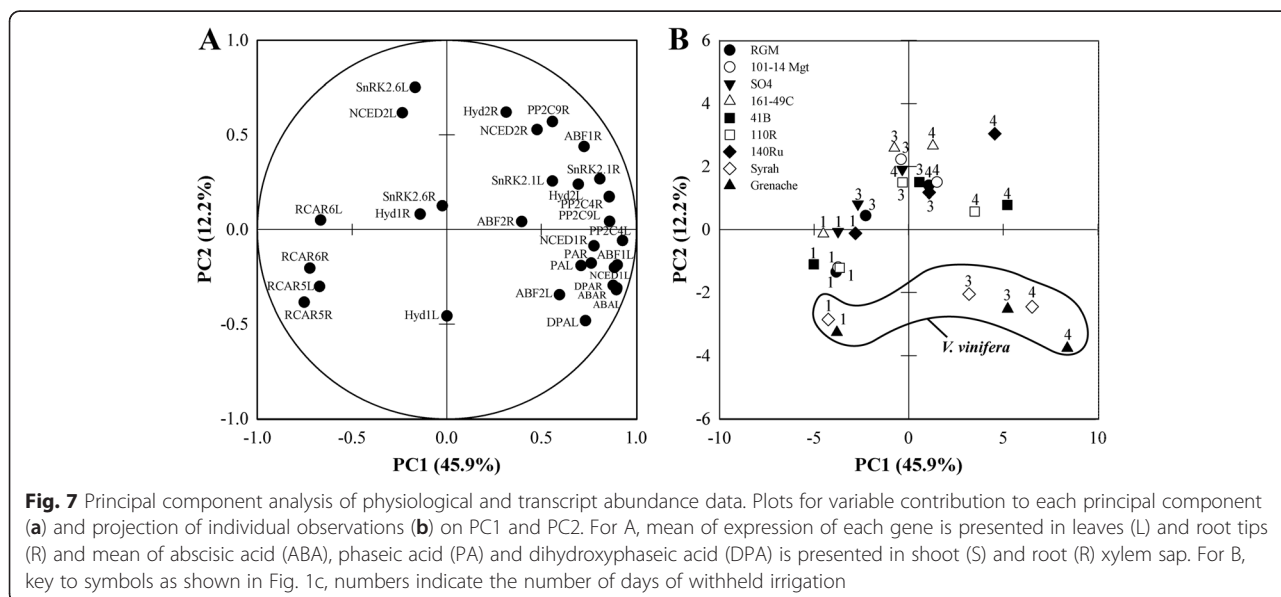 A
1.0
0.5
0.0
-0.5
-1.0
PC2 (12.2%)
SnRK2.6L
NCED2L
Hyd2R
PP2C9R
NCED2R
ABF1R
SnRK2.1R
SnRK2.1L
Hyd2L
PP2C4R
PP2C9L
SnRK2.6R
Hyd1R
RCAR6L
ABF2R
PP2C4L
NCED1R
PAR
ABF1L
PAL
NCED1L
RCAR6R
RCAR5L
RCAR5R
DPAR
ABAR
ABAL
ABF2L
DPAL
Hyd1L
-1.0 -0.5 0.0 0.5 1.0
PC1 (45.9%)
B
6
4
2
0
-2
-4
-6
PC2 (12.2%)
RGM
101-14 Mgt
SO4
161-49C
41B
110R
140Ru
Syrah
Grenache
4
3 4
3
4 3 4 4
3 3 4 4
3 3
1 1 1
1 1 1
3 3 4
1 1 4
V. vinifera
-10 -5 0 5 10
PC1 (45.9%)
Fig. 7 Principal component analysis of physiological and transcript abundance data. Plots for variable contribution to each principal component
(a) and projection of individual observations (b) on PC1 and PC2. For A, mean of expression of each gene is presented in leaves (L) and root tips
(R) and mean of abscisic acid (ABA), phaseic acid (PA) and dihydroxyphaseic acid (DPA) is presented in shoot (S) and root (R) xylem sap. For B,
key to symbols as shown in Fig. 1c, numbers indicate the number of days of withheld irrigation